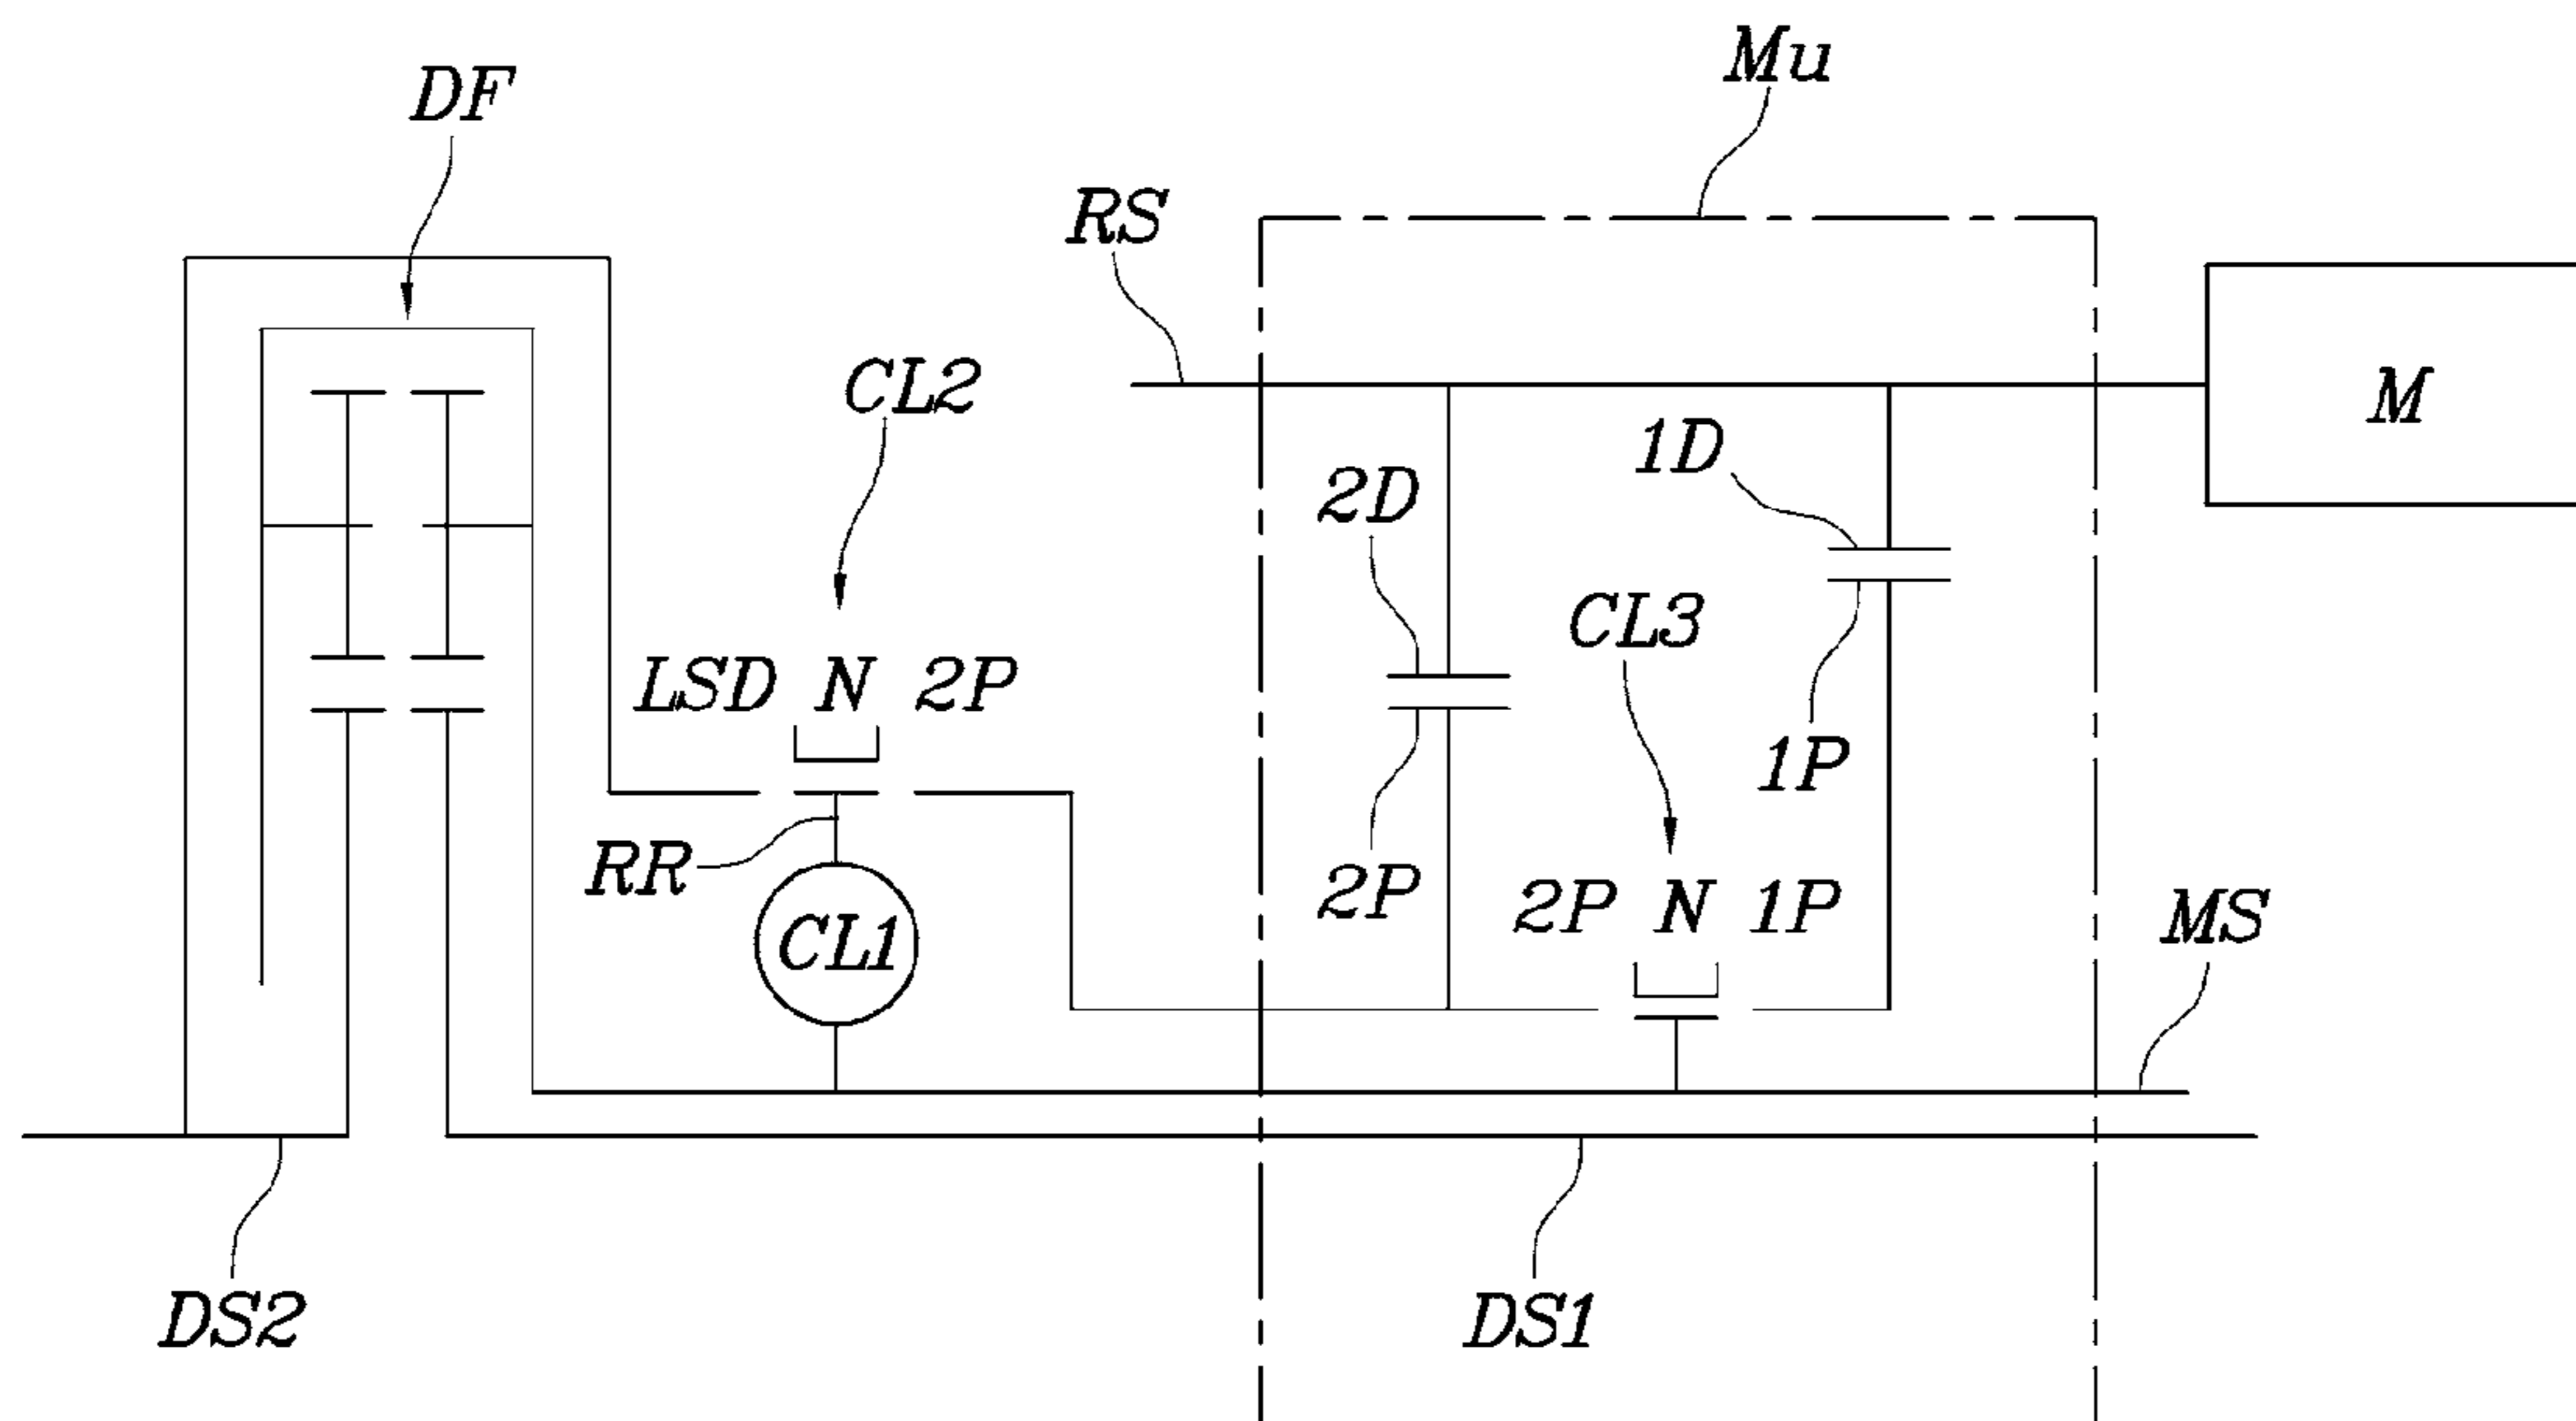 Mu
DF
RS
CL2
M
1D
2D
CL3
LSD N 2P
1P
RR
2P
2P N 1P
CL1
MS
DS2
DS1